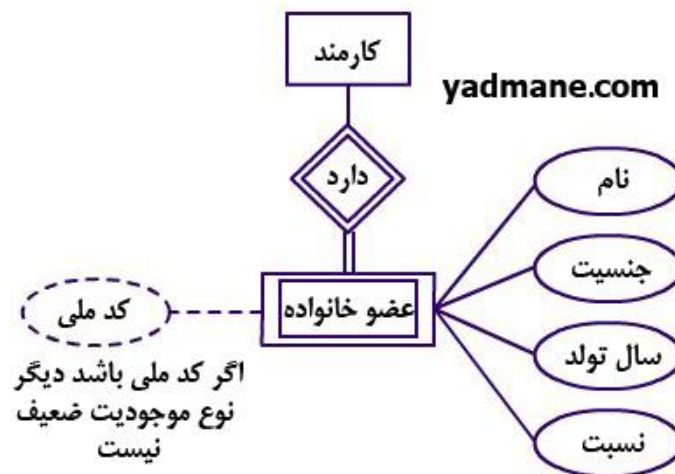 کارمند
yadmane.com
دارد
نام
جنسیت
کد ملی
عضو خانواده
سال تولد
اگر کد ملی باشد دیگر
نوع موجودیت ضعیف
نیست
نسبت